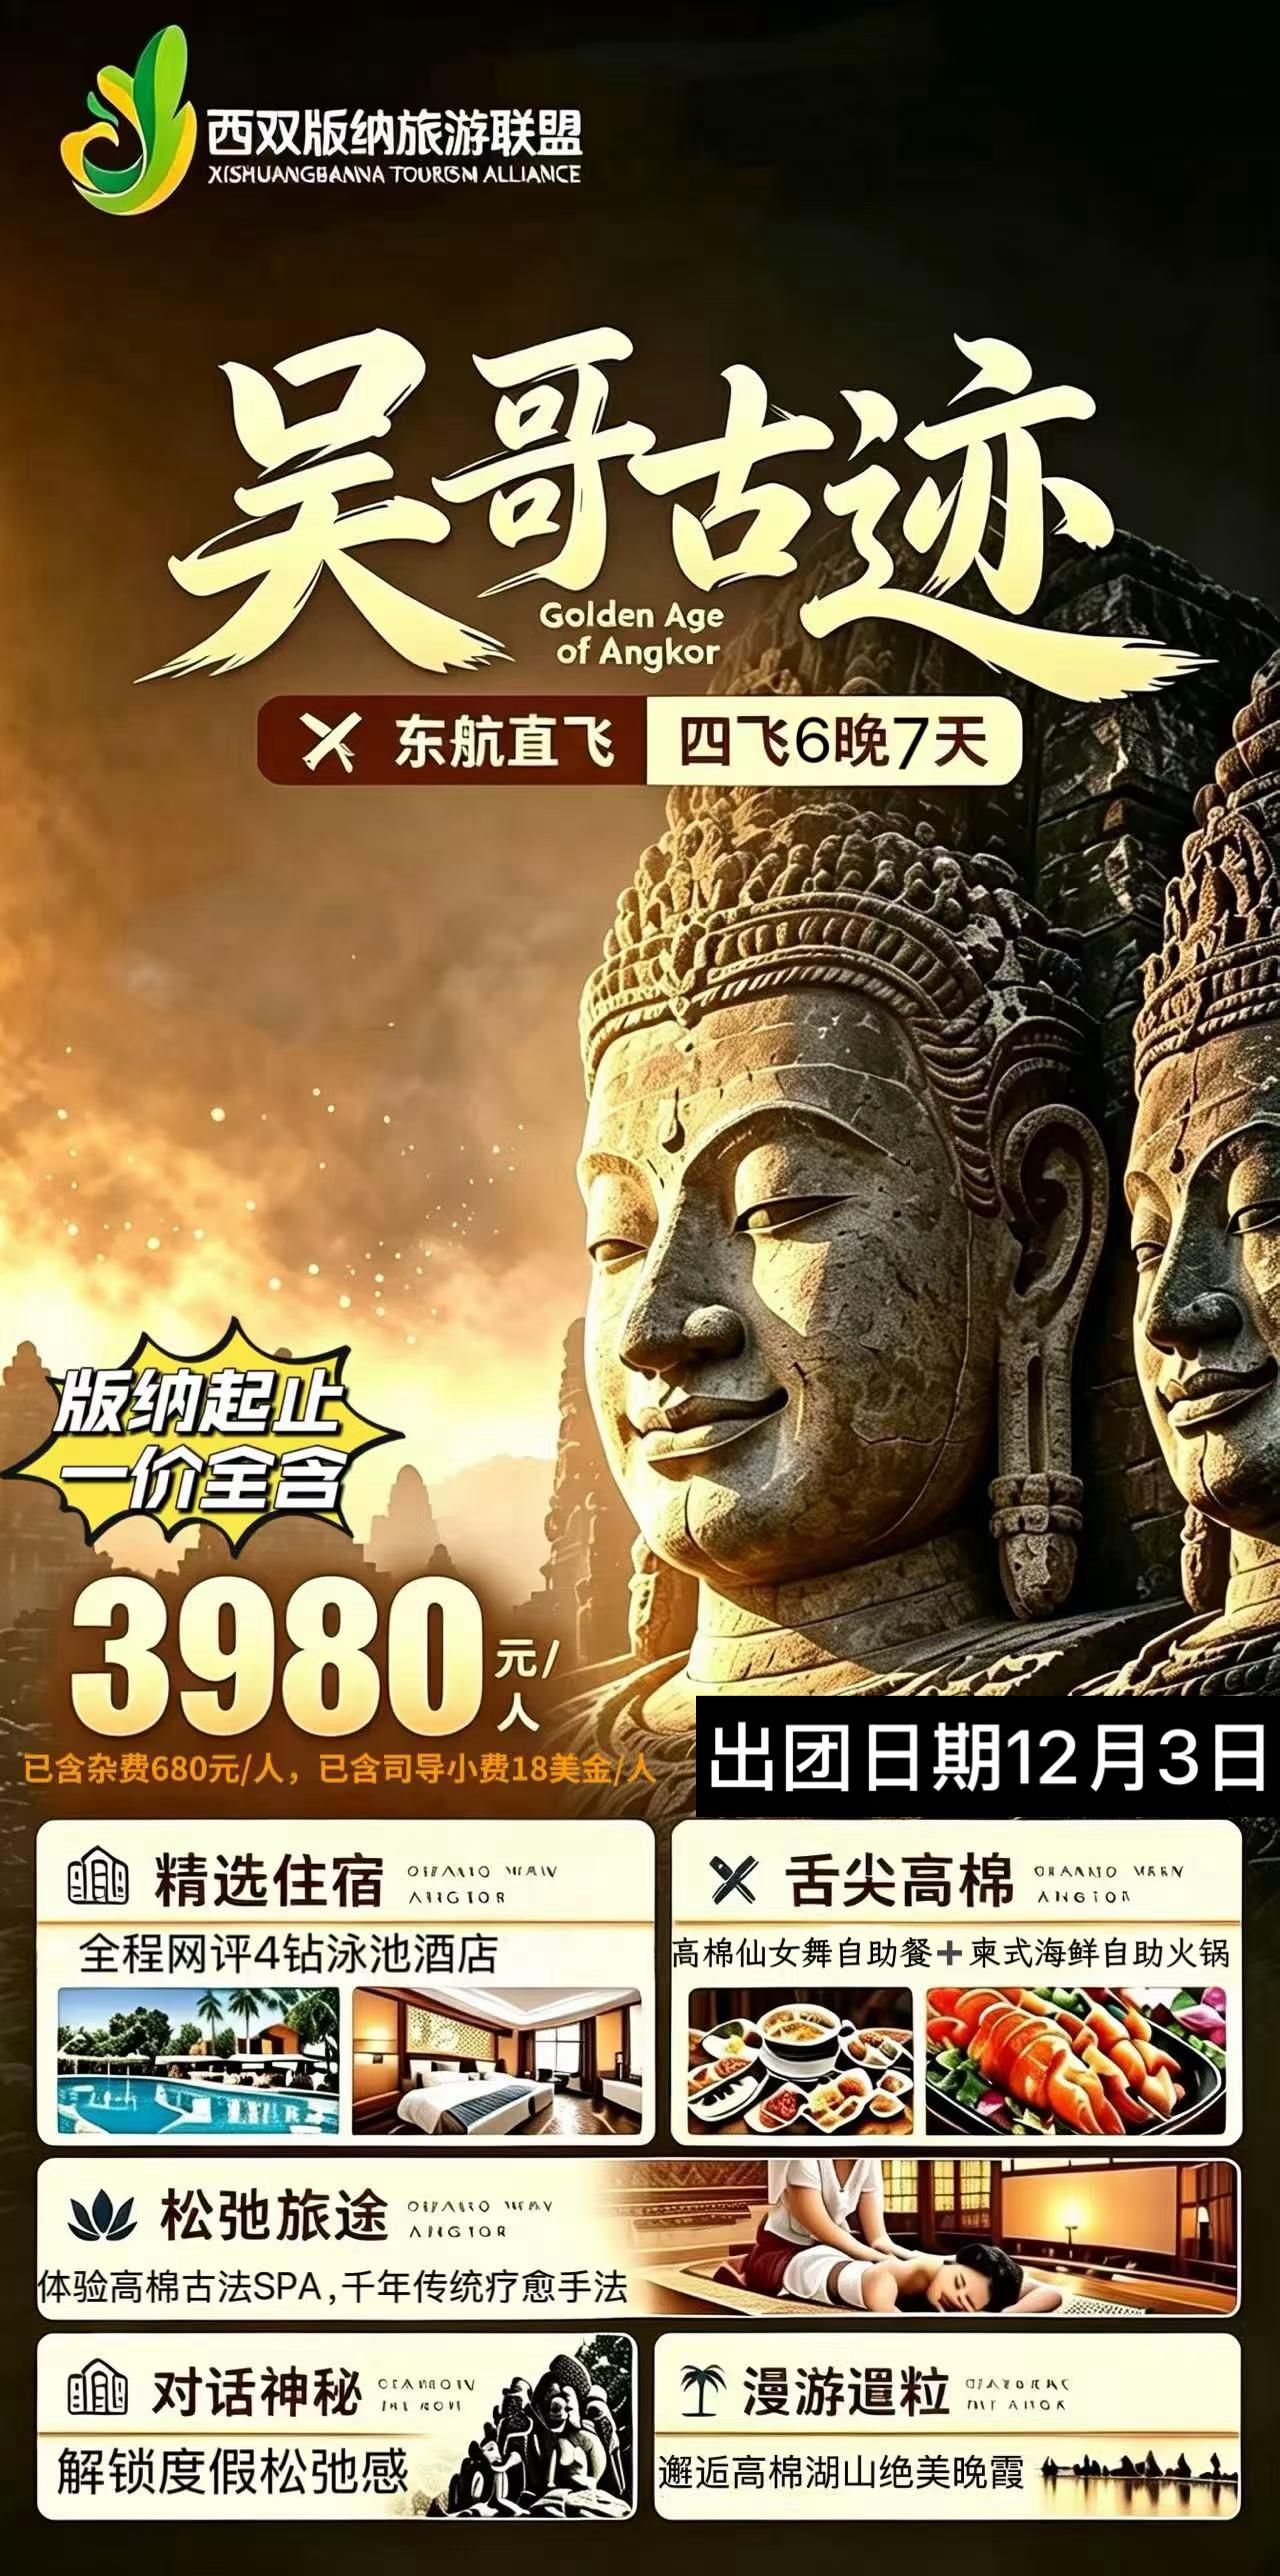 西双版纳旅游联盟
XISHUANGBANNA TOURISM ALLIANCE
吴哥古迹
Golden Age
of Angkor
东航直飞 四飞6晚7天
版纳起止
一价全含
3980元/人
已含杂费680元/人，已含司导小费18美金/人
出团日期12月3日
精选住宿
全程网评4钻泳池酒店
舌尖高棉
高棉仙女舞自助餐+柬式海鲜自助火锅
松弛旅途
体验高棉古法SPA,千年传统疗愈手法
对话神秘
解锁度假松弛感
漫游暹粒
邂逅高棉湖山绝美晚霞